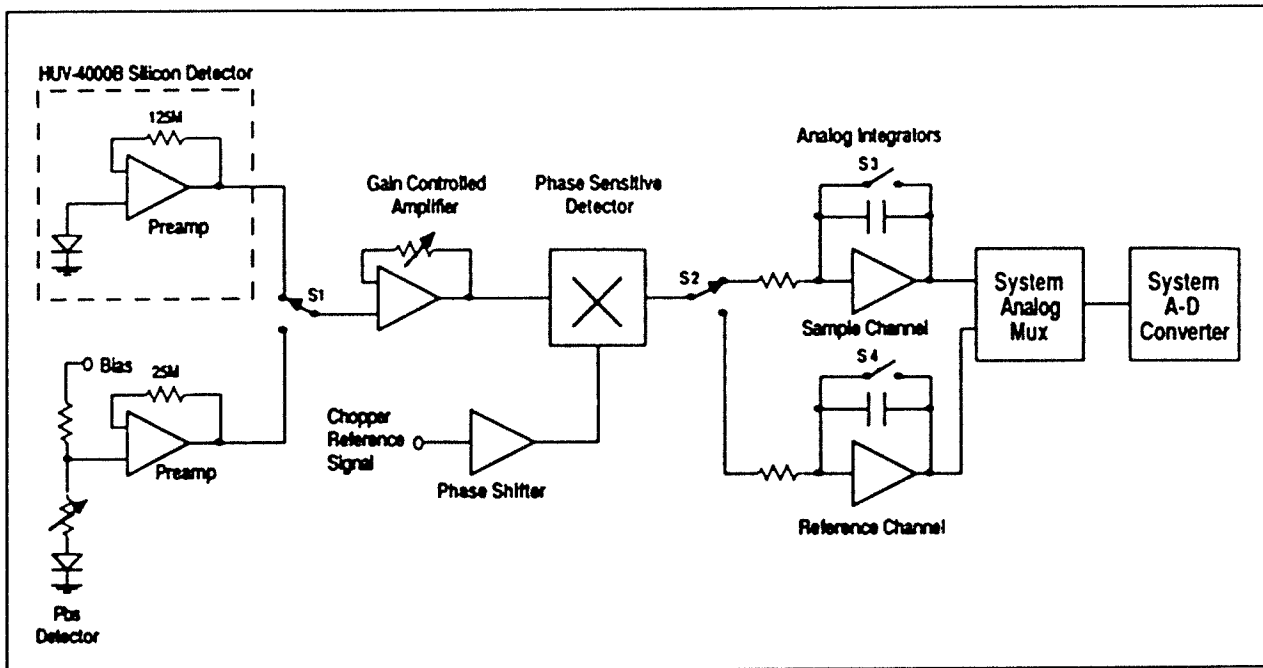 HUV-4000B Silicon Detector
125M
Preamp
Bias
25M
Preamp
Pbs
Detector
S1
Gain Controlled
Amplifier
Phase Sensitive
Detector
Chopper
Reference
Signal
Phase Shifter
S2
Analog Integrators
S3
Sample Channel
S4
Reference Channel
System
Analog
Mux
System
A-D
Converter